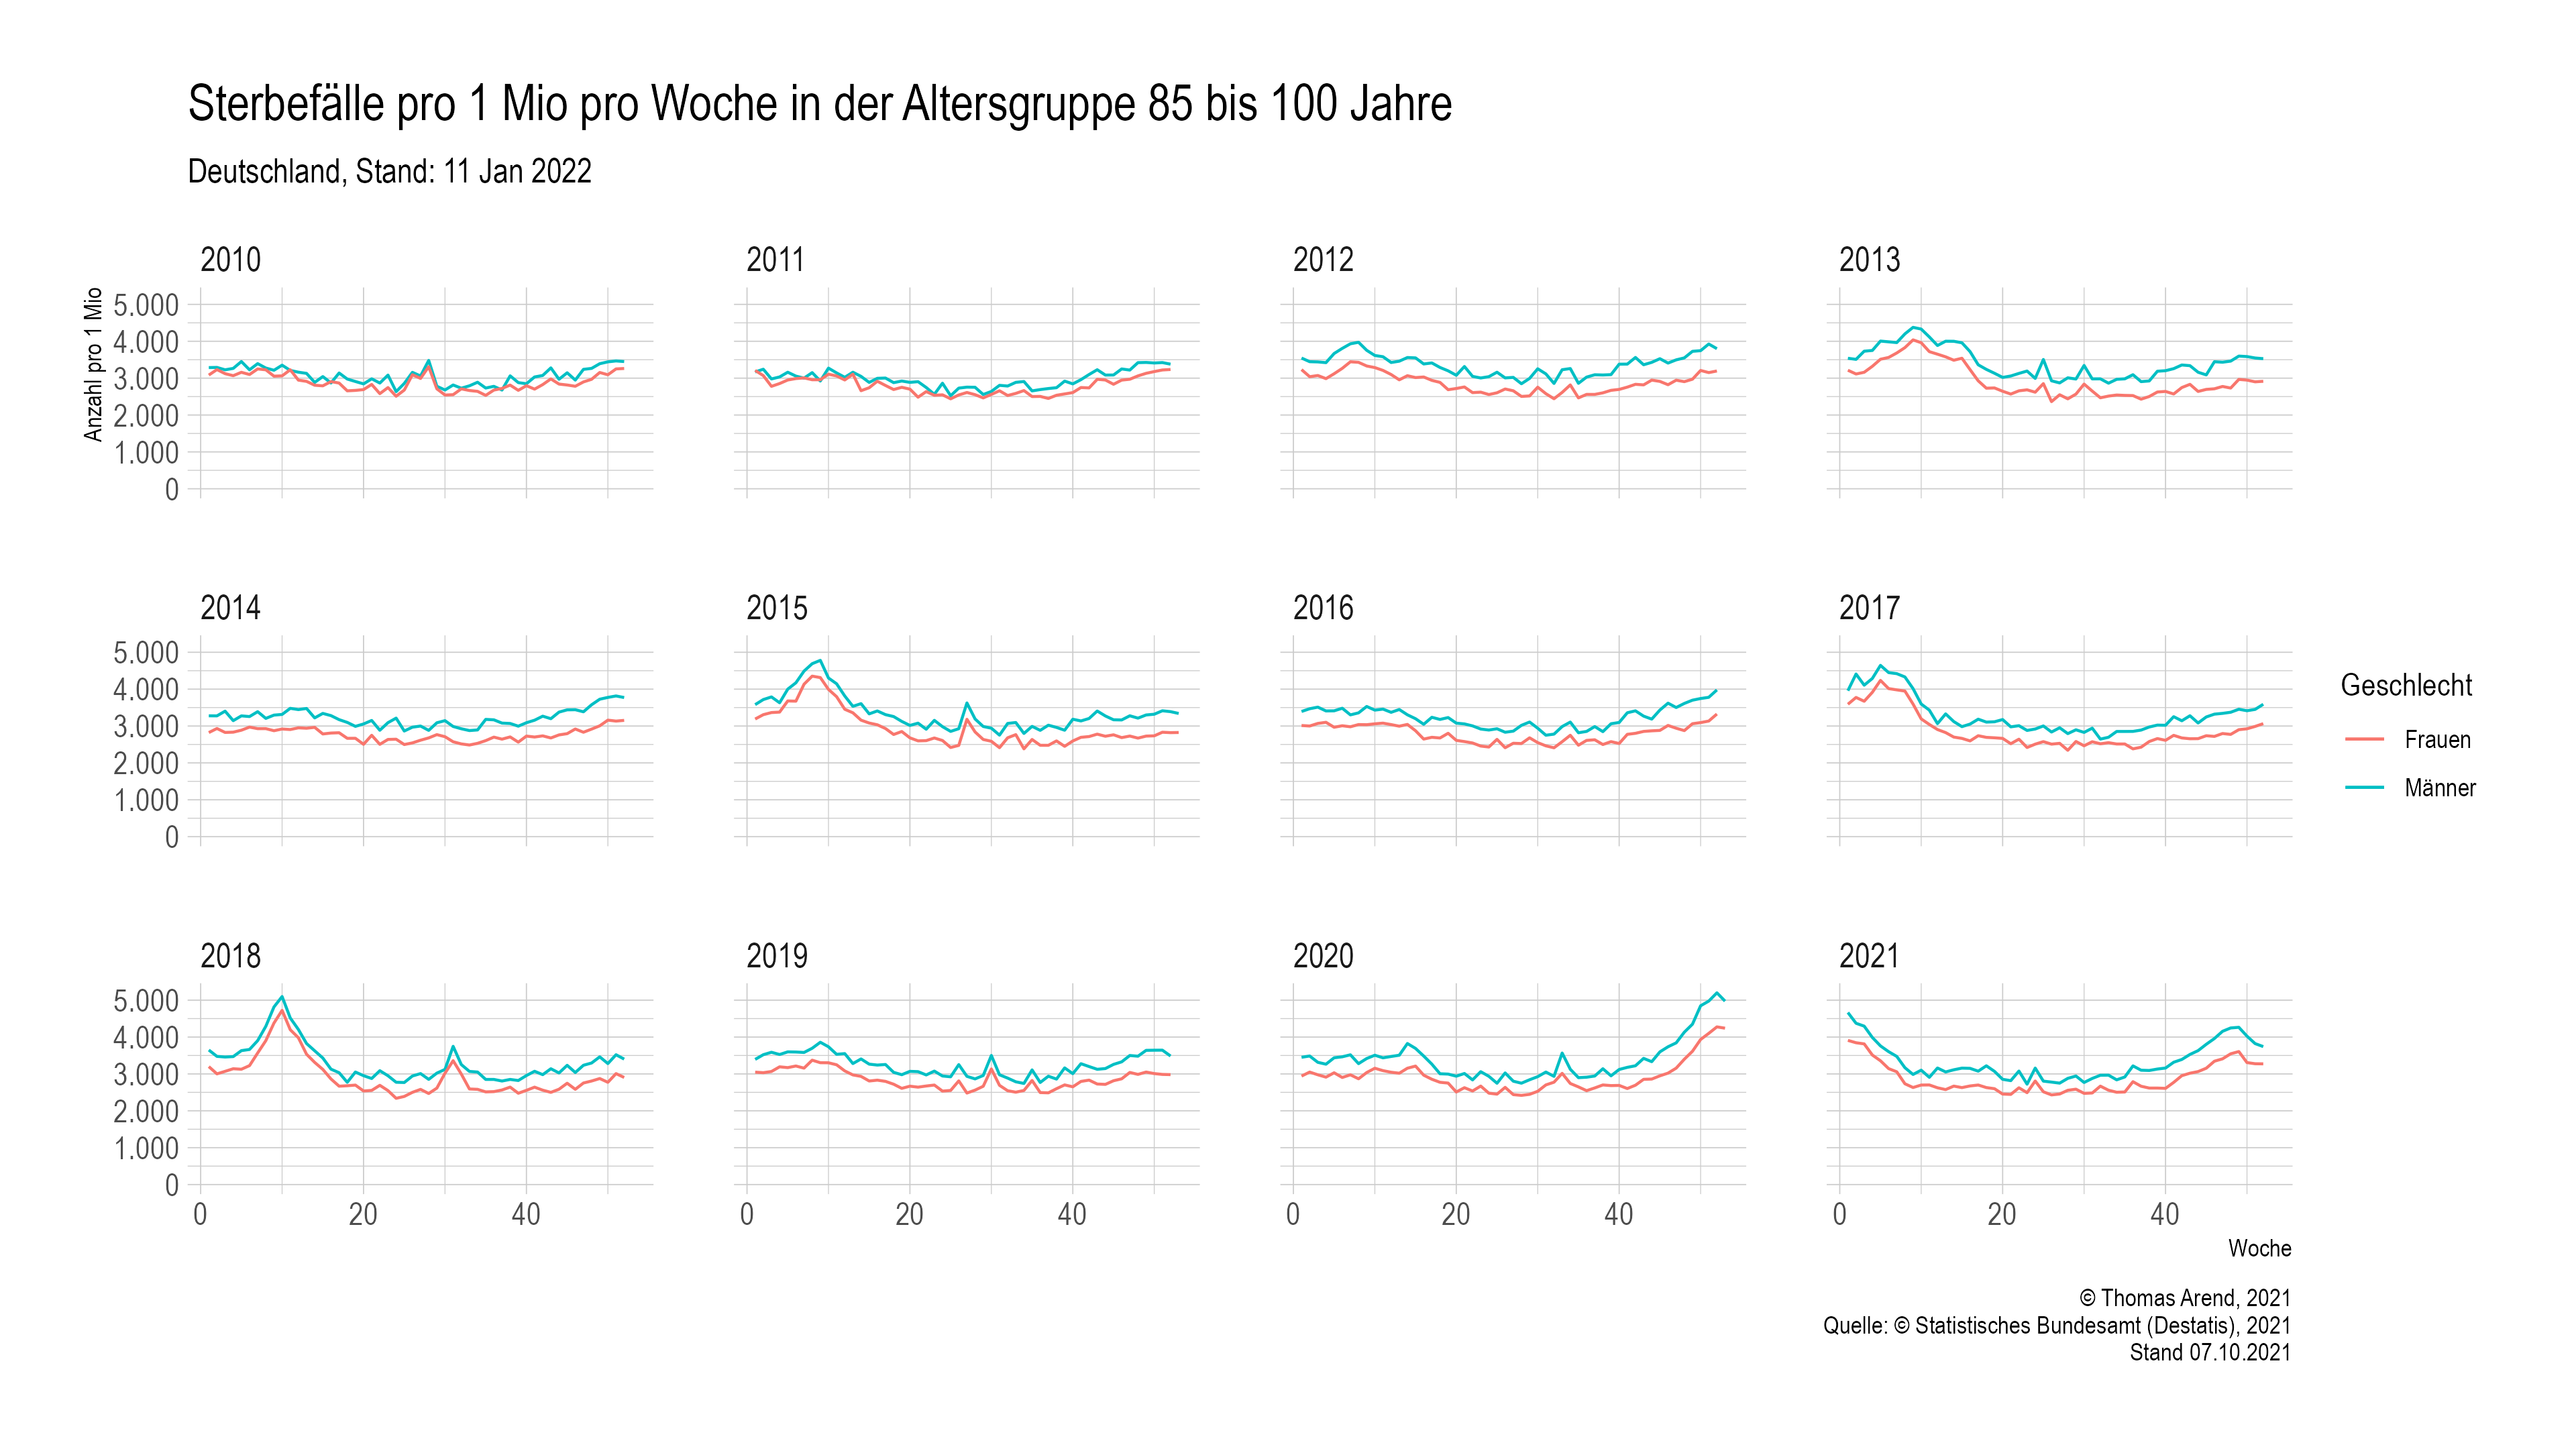 Sterbefälle pro 1 Mio pro Woche in der Altersgruppe 85 bis 100 Jahre
Deutschland, Stand: 11 Jan 2022
2010
2011
2012
2013
Anzahl pro 1 Mio
5.000
4.000
3.000
2.000
1.000
0
2014
2015
2016
2017
5.000
4.000
3.000
2.000
1.000
0
Geschlecht
Frauen
Männer
2018
2019
2020
2021
5.000
4.000
3.000
2.000
1.000
0
0 20 40
0 20 40
0 20 40
0 20 40
Woche
© Thomas Arend, 2021
Quelle: © Statistisches Bundesamt (Destatis), 2021
Stand 07.10.2021